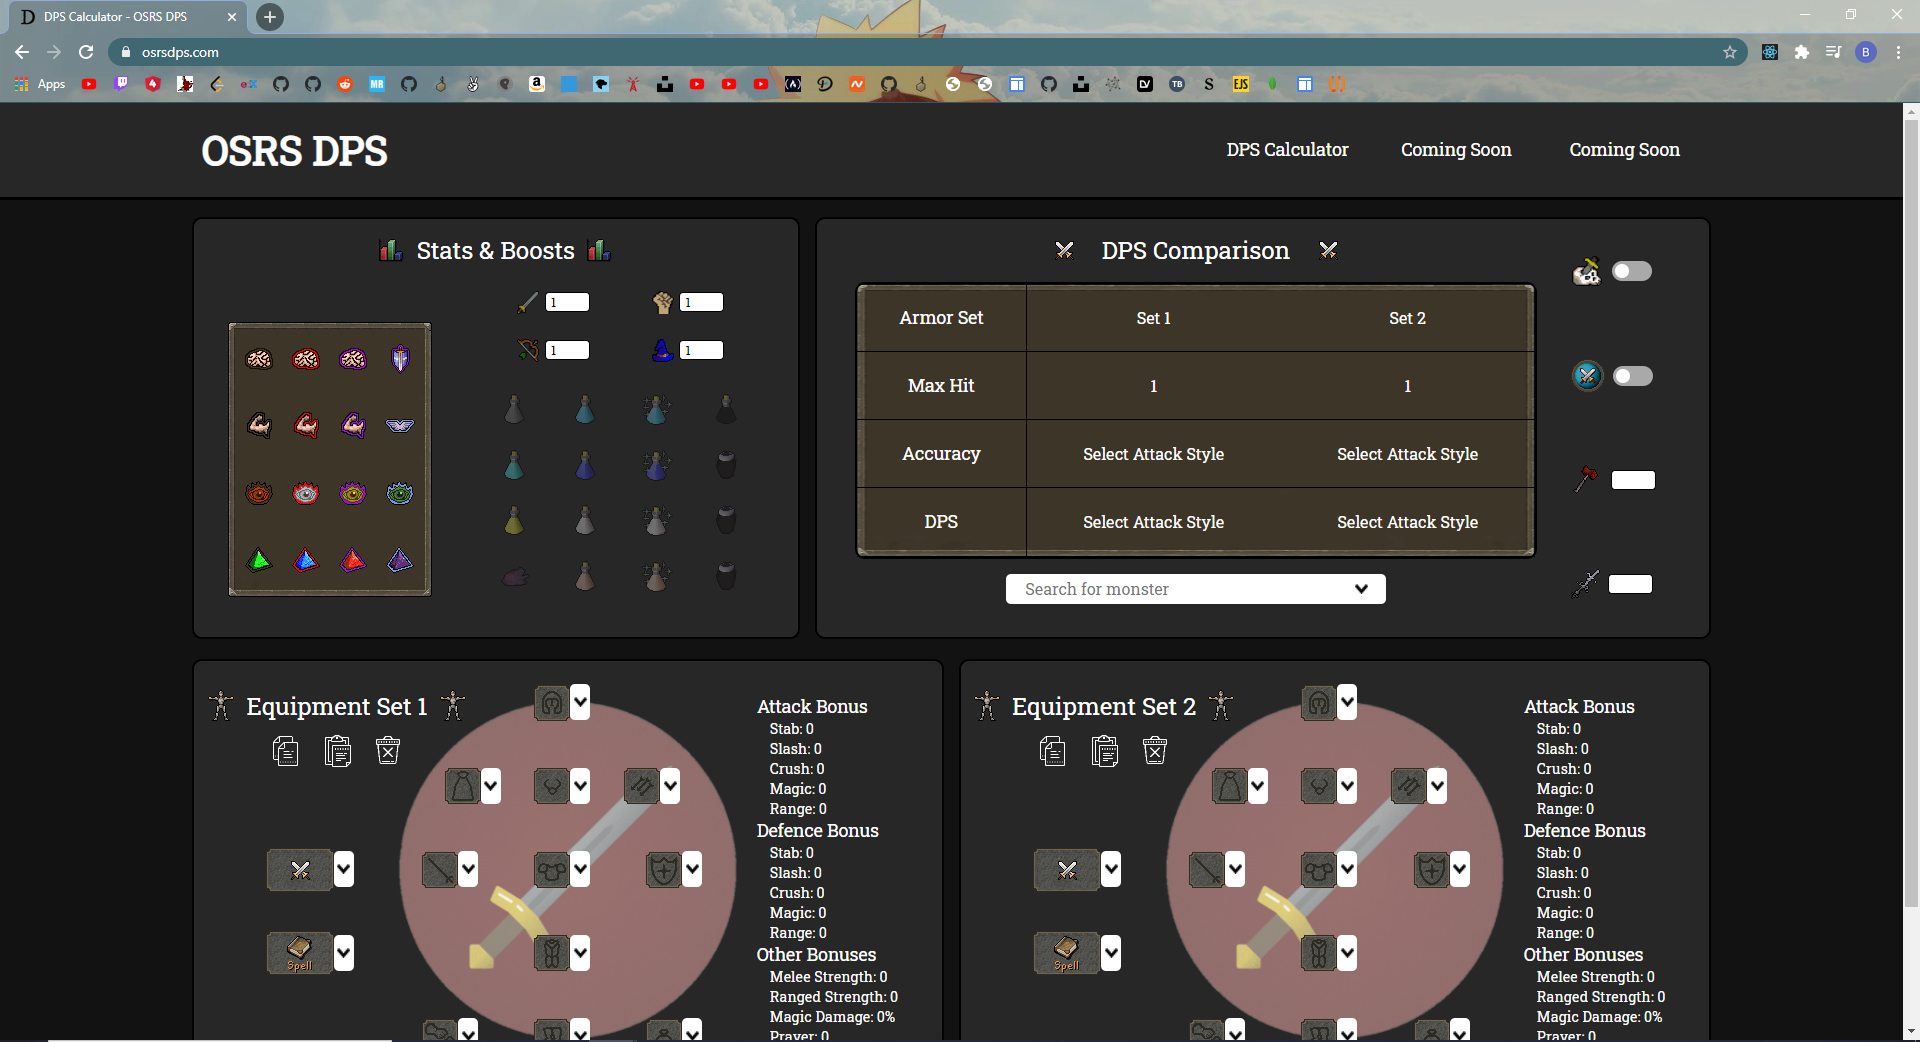 DPS Calculator - OSRS DPS
osrsdps.com
B
Apps
MR
TB
S
EJS
OSRS DPS
DPS Calculator
Coming Soon
Coming Soon
Stats & Boosts
1
1
1
1
DPS Comparison
Armor Set Set 1 Set 2
Max Hit 1 1
Accuracy Select Attack Style Select Attack Style
DPS Select Attack Style Select Attack Style
Search for monster
Equipment Set 1
Spell
Attack Bonus
Stab: 0
Slash: 0
Crush: 0
Magic: 0
Range: 0
Defence Bonus
Stab: 0
Slash: 0
Crush: 0
Magic: 0
Range: 0
Other Bonuses
Melee Strength: 0
Ranged Strength: 0
Magic Damage: 0%
Prayer: 0
Equipment Set 2
Spell
Attack Bonus
Stab: 0
Slash: 0
Crush: 0
Magic: 0
Range: 0
Defence Bonus
Stab: 0
Slash: 0
Crush: 0
Magic: 0
Range: 0
Other Bonuses
Melee Strength: 0
Ranged Strength: 0
Magic Damage: 0%
Prayer: 0